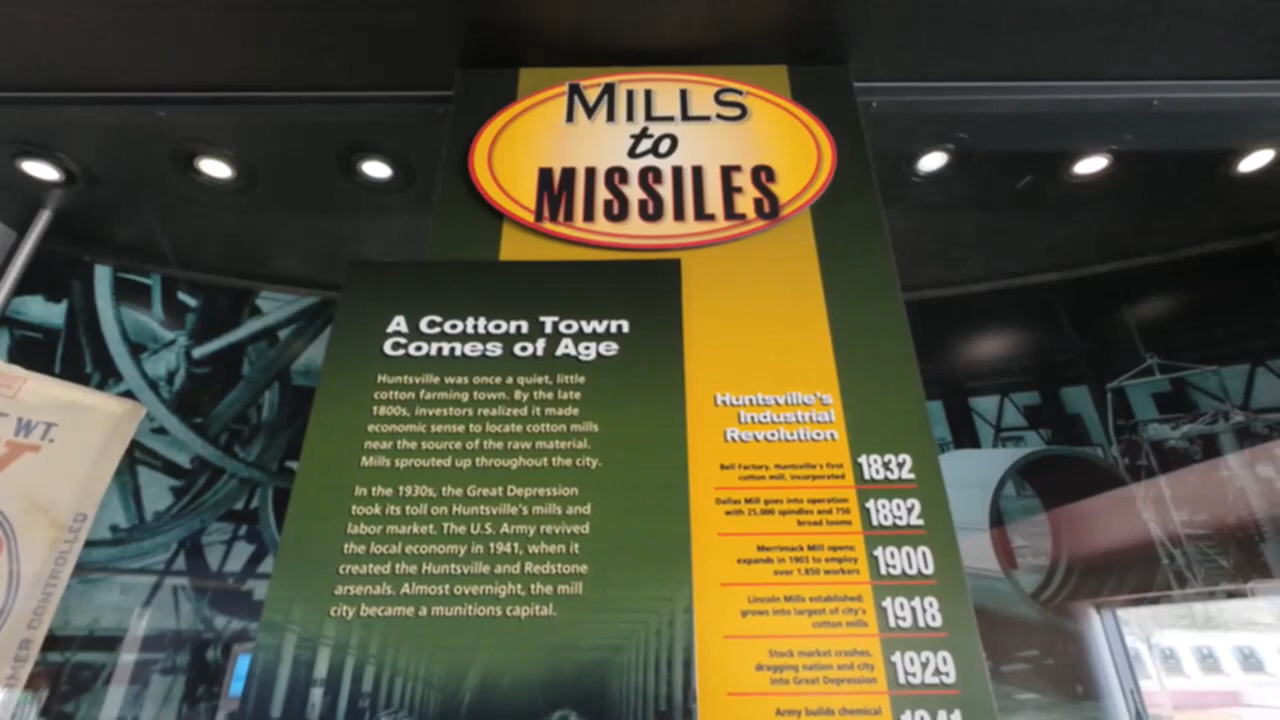 MILLS
to
MISSILES
A Cotton Town
Comes of Age
Huntsville was once a quiet, little
cotton farming town. By the late
1800s, investors realized it made
economic sense to locate cotton mills
near the source of the raw material.
Mills sprouted up throughout the city.
In the 1930s, the Great Depression
took its toll on Huntsville's mills and
labor market. The U.S. Army revived
the local economy in 1941, when it
created the Huntsville and Redstone
arsenals. Almost overnight, the mill
city became a munitions capital.
Huntsville's
Industrial
Revolution
Bell Factory, Huntsville's first
cotton mill, incorporated
1832
Dallas Mill goes into operation
with 25,000 spindles and 750
broad looms
1892
Merrimack Mill opens;
expands in 1903 to employ
over 1,850 workers
1900
Lincoln Mills established;
grows into largest of city's
cotton mills
1918
Stock market crashes,
dragging nation and city
into Great Depression
1929
Army builds chemical
1941
WT.
CONTROLLED